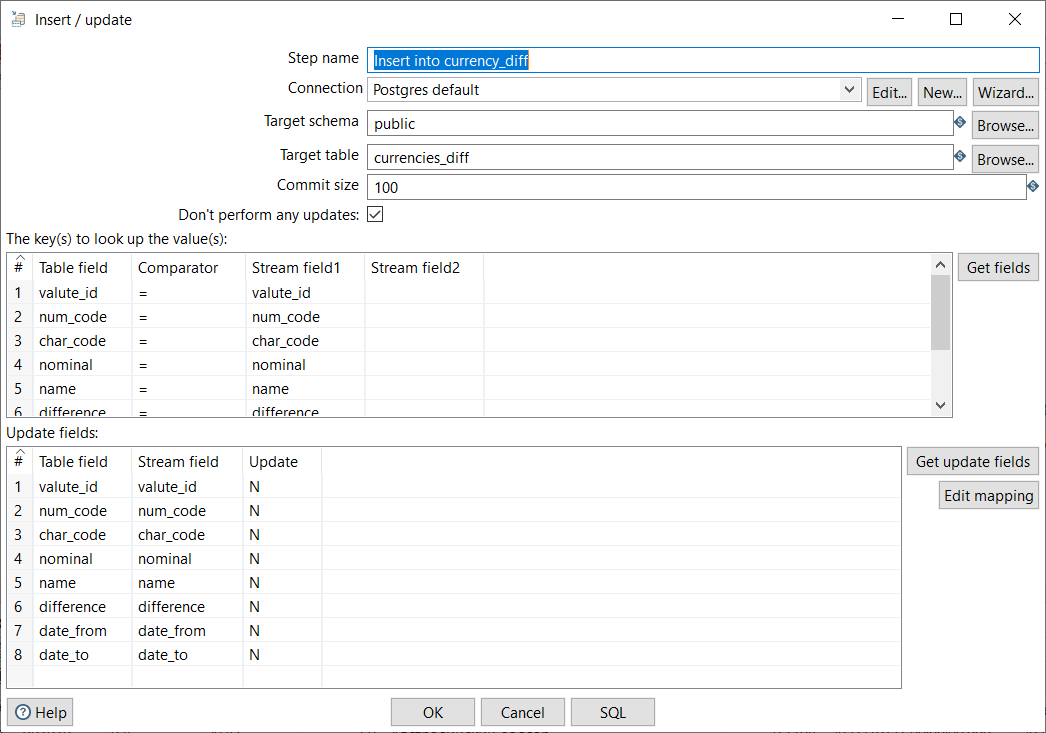 Insert / update
Step name Insert into currency_diff
Connection Postgres default Edit... New... Wizard...
Target schema public Browse...
Target table currencies_diff Browse...
Commit size 100
Don't perform any updates:
The key(s) to look up the value(s):
# Table field Comparator Stream field1 Stream field2 Get fields
1 valute_id = valute_id
2 num_code = num_code
3 char_code = char_code
4 nominal = nominal
5 name = name
6 difference = difference
Update fields:
# Table field Stream field Update Get update fields
1 valute_id valute_id N Edit mapping
2 num_code num_code N
3 char_code char_code N
4 nominal nominal N
5 name name N
6 difference difference N
7 date_from date_from N
8 date_to date_to N
Help OK Cancel SQL